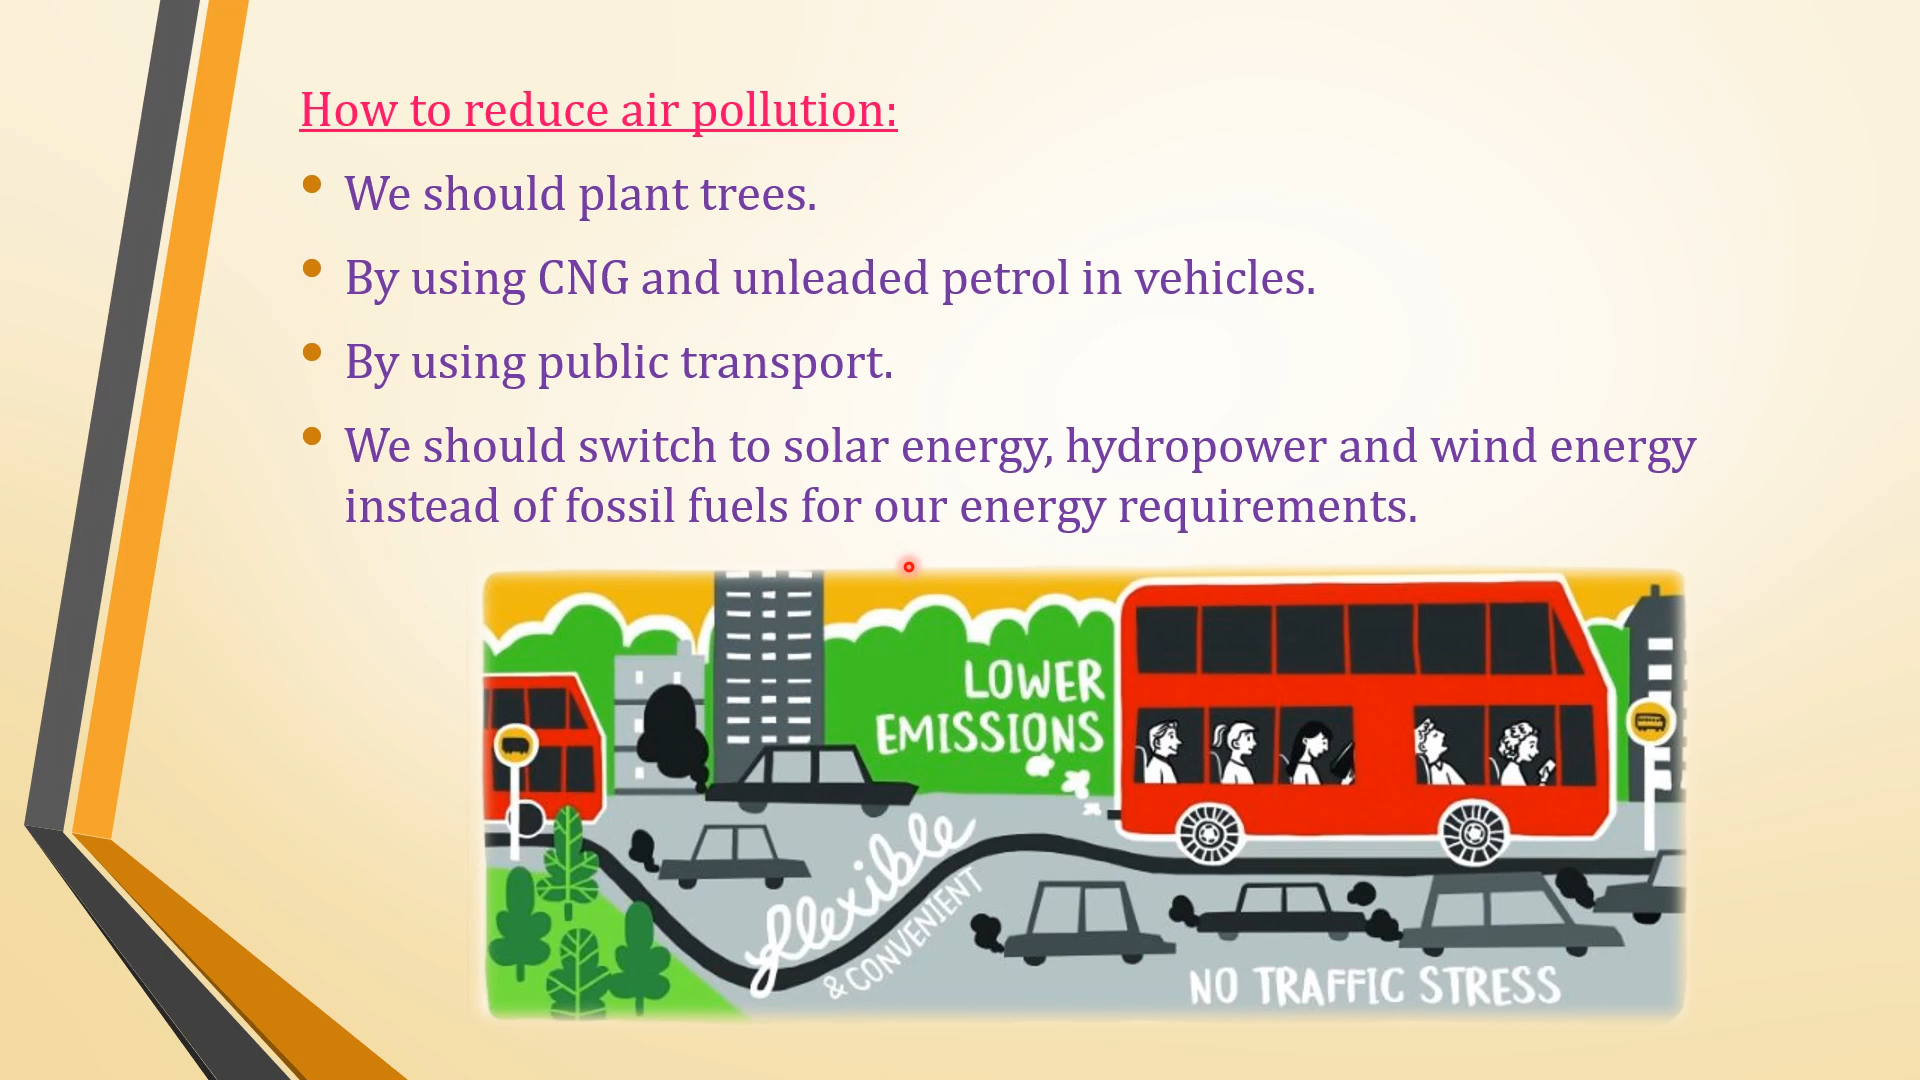 How to reduce air pollution:
• We should plant trees.
• By using CNG and unleaded petrol in vehicles.
• By using public transport.
• We should switch to solar energy, hydropower and wind energy
instead of fossil fuels for our energy requirements.
LOWER
EMISSIONS
flexible
& CONVENIENT
NO TRAFFIC STRESS